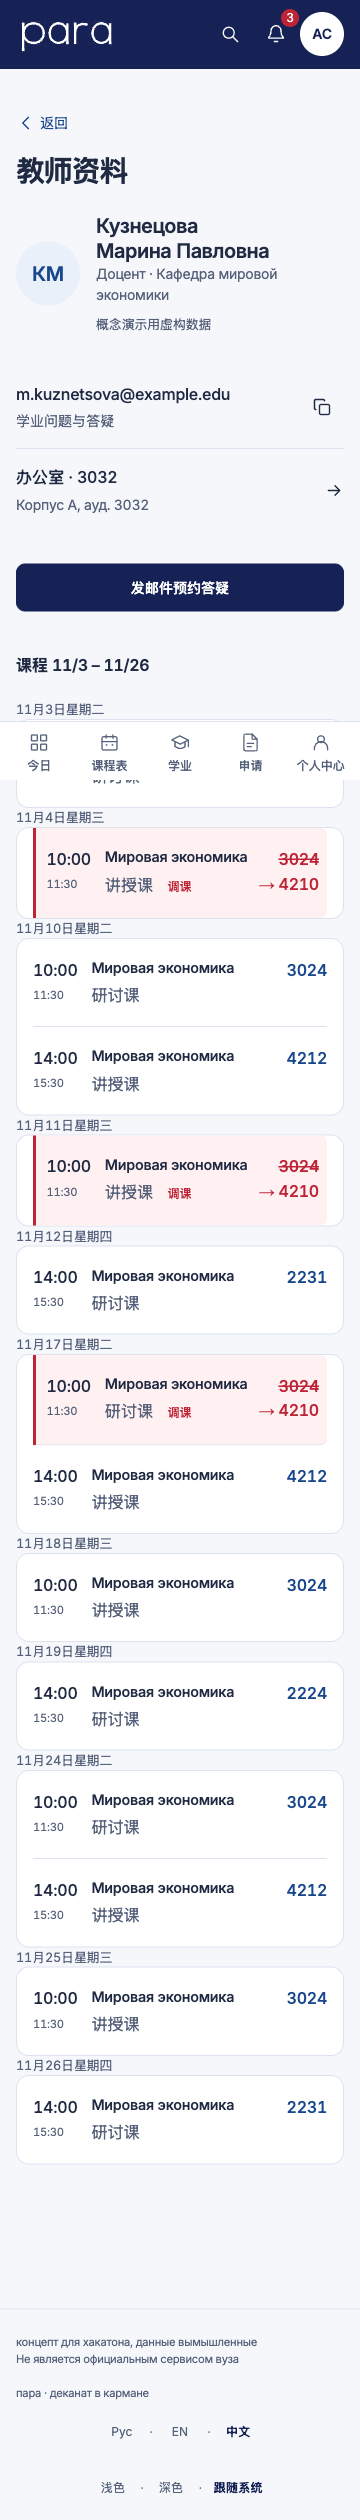 para
3
AC
返回
教师资料
КМ
Кузнецова
Марина Павловна
Доцент · Кафедра мировой
экономики
概念演示用虚构数据
m.kuznetsova@example.edu
学业问题与答疑
办公室 · 3032
Корпус А, ауд. 3032
发邮件预约答疑
课程 11/3 – 11/26
11月3日星期二
今日
课程表
学业
申请
个人中心
11月4日星期三
10:00 Мировая экономика 3024
11:30 讲授课 调课 → 4210
11月10日星期二
10:00 Мировая экономика 3024
11:30 研讨课
14:00 Мировая экономика 4212
15:30 讲授课
11月11日星期三
10:00 Мировая экономика 3024
11:30 讲授课 调课 → 4210
11月12日星期四
14:00 Мировая экономика 2231
15:30 研讨课
11月17日星期二
10:00 Мировая экономика 3024
11:30 研讨课 调课 → 4210
14:00 Мировая экономика 4212
15:30 讲授课
11月18日星期三
10:00 Мировая экономика 3024
11:30 讲授课
11月19日星期四
14:00 Мировая экономика 2224
15:30 研讨课
11月24日星期二
10:00 Мировая экономика 3024
11:30 研讨课
14:00 Мировая экономика 4212
15:30 讲授课
11月25日星期三
10:00 Мировая экономика 3024
11:30 讲授课
11月26日星期四
14:00 Мировая экономика 2231
15:30 研讨课
концепт для хакатона, данные вымышленные
Не является официальным сервисом вуза
пара · деканат в кармане
Рус · EN · 中文
浅色 · 深色 · 跟随系统